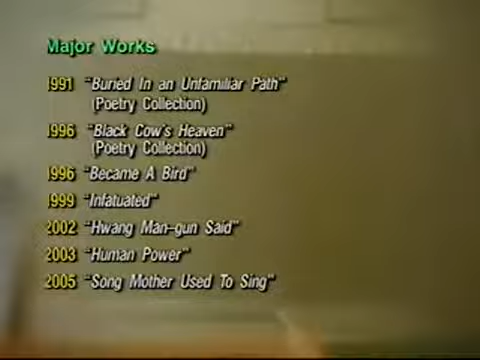 Major Works
1991 "Buried In an Unfamiliar Path"
(Poetry Collection)
1996 "Black Cow's Heaven"
(Poetry Collection)
1996 "Became A Bird"
1999 "Infatuated"
2002 "Hwang Man-gun Said"
2003 "Human Power"
2005 "Song Mother Used To Sing"